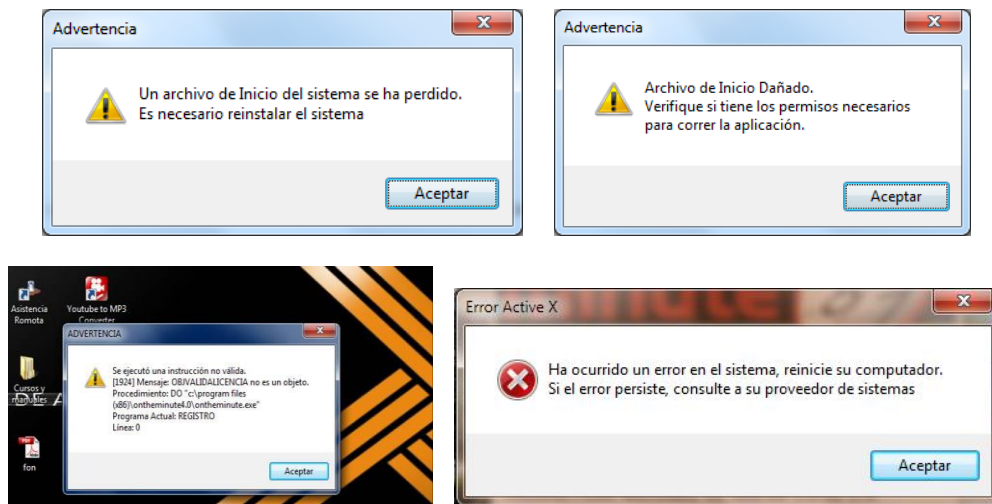 Advertencia
Un archivo de Inicio del sistema se ha perdido.
Es necesario reinstalar el sistema
Aceptar
Advertencia
Archivo de Inicio Dañado.
Verifique si tiene los permisos necesarios
para correr la aplicación.
Aceptar
Asistencia
Romota
Youtube to MP3
Converter
Cursos y
manuales
DE A
PDF
fon
ADVERTENCIA
Se ejecutó una instrucción no válida.
[1924] Mensaje: OBJVALIDALICENCIA no es un objeto.
Procedimiento: DO "c:\program files
(x86)\ontheminute4.0\ontheminute.exe"
Programa Actual: REGISTRO
Línea: 0
Aceptar
Error Active X
Ha ocurrido un error en el sistema, reinicie su computador.
Si el error persiste, consulte a su proveedor de sistemas
Aceptar